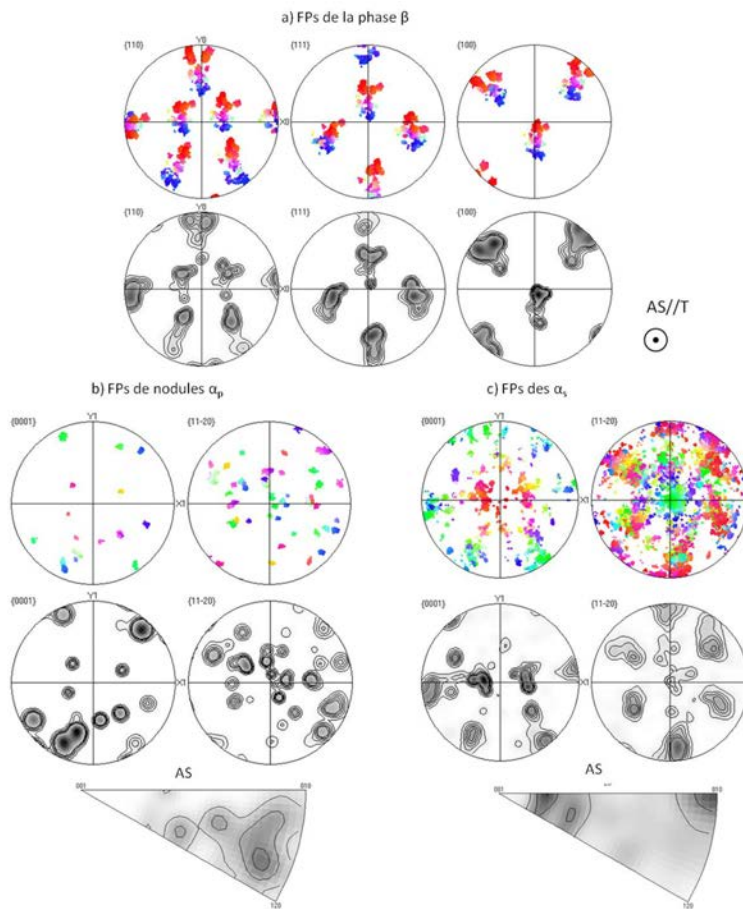 a) FPs de la phase β
{110} Y0 {111} {100}
X0
{110} Y0 {111} {100}
X0
AS//T
b) FPs de nodules αp
c) FPs des αs
{0001} Y1 {11-20}
X1
{0001} Y1 {11-20}
X1
{0001} Y1 {11-20}
X1
{0001} Y1 {11-20}
X1
AS
001 010
120
AS
001 010
120